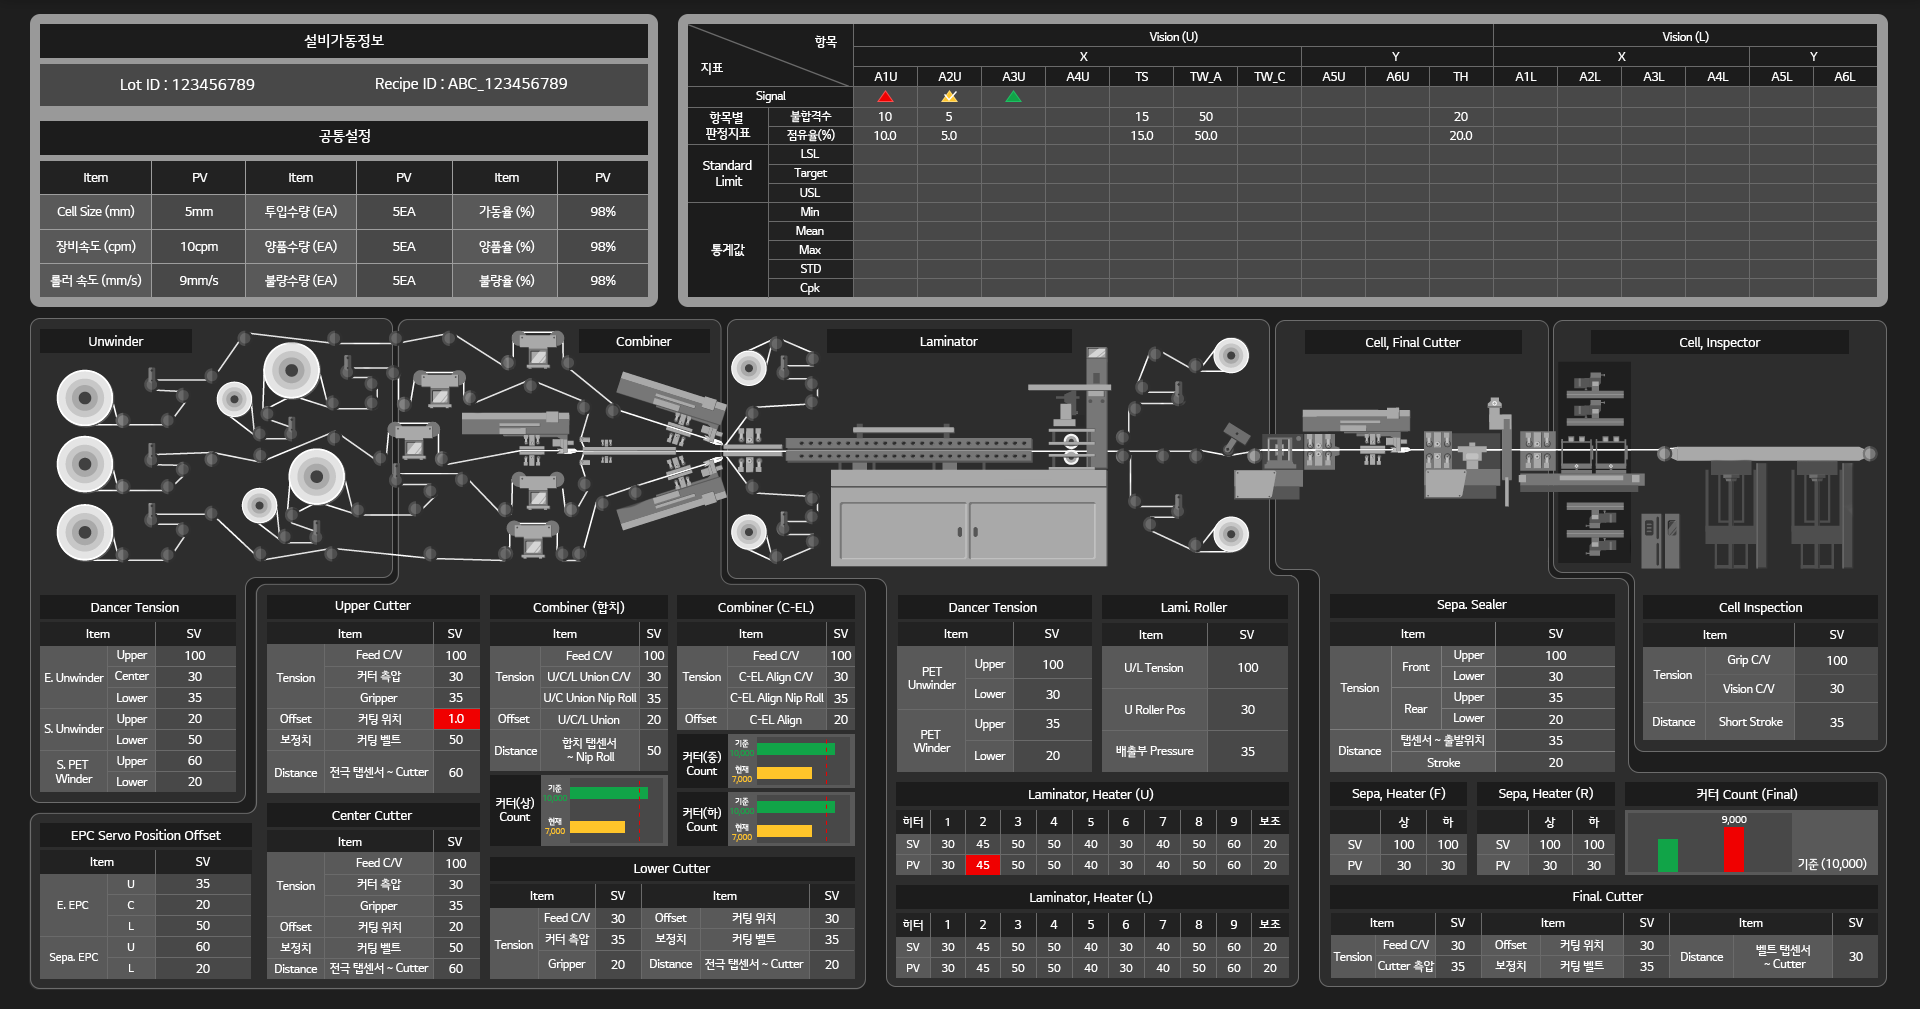 설비가동정보
Lot ID : 123456789 Recipe ID : ABC_123456789
공통설정
Item PV Item PV Item PV
Cell Size (mm) 5mm 투입수량 (EA) 5EA 가동율 (%) 98%
장비속도 (cpm) 10cpm 양품수량 (EA) 5EA 양품율 (%) 98%
롤러 속도 (mm/s) 9mm/s 불량수량 (EA) 5EA 불량율 (%) 98%
항목 Vision (U) Vision (L)
지표 X Y X Y
A1U A2U A3U A4U TS TW_A TW_C A5U A6U TH A1L A2L A3L A4L A5L A6L
Signal
항목별 판정지표 불합격수 10 5 15 50 20
점유율(%) 10.0 5.0 15.0 50.0 20.0
Standard Limit LSL
Target
USL
통계값 Min
Mean
Max
STD
Cpk
Unwinder Combiner Laminator Cell, Final Cutter Cell, Inspector
Dancer Tension
Item SV
E. Unwinder Upper 100
Center 30
Lower 35
S. Unwinder Upper 20
Lower 50
S. PET Winder Upper 60
Lower 20
EPC Servo Position Offset
Item SV
E. EPC U 35
C 20
L 50
Sepa. EPC U 60
L 20
Upper Cutter
Item SV
Tension Feed C/V 100
커터 측압 30
Gripper 35
Offset 커팅 위치 1.0
보정치 커팅 벨트 50
Distance 전극 탭센서 ~ Cutter 60
Center Cutter
Item SV
Tension Feed C/V 100
커터 측압 30
Gripper 35
Offset 커팅 위치 20
보정치 커팅 벨트 50
Distance 전극 탭센서 ~ Cutter 60
Combiner (합치)
Item SV
Tension Feed C/V 100
U/C/L Union C/V 30
U/C Union Nip Roll 35
Offset U/C/L Union 20
Distance 합치 탭센서 ~ Nip Roll 50
커터(상) Count 기준 10,000
현재 7,000
Combiner (C-EL)
Item SV
Tension Feed C/V 100
C-EL Align C/V 30
C-EL Align Nip Roll 35
Offset C-EL Align 20
커터(중) Count 기준 10,000
현재 7,000
커터(하) Count 기준 10,000
현재 7,000
Lower Cutter
Item SV Item SV
Tension Feed C/V 30 Offset 커팅 위치 30
커터 측압 35 보정치 커팅 벨트 35
Gripper 20 Distance 전극 탭센서 ~ Cutter 20
Dancer Tension
Item SV
PET Unwinder Upper 100
Lower 30
PET Winder Upper 35
Lower 20
Lami. Roller
Item SV
U/L Tension 100
U Roller Pos 30
배출부 Pressure 35
Laminator, Heater (U)
히터 1 2 3 4 5 6 7 8 9 보조
SV 30 45 50 50 40 30 40 50 60 20
PV 30 45 50 50 40 30 40 50 60 20
Laminator, Heater (L)
히터 1 2 3 4 5 6 7 8 9 보조
SV 30 45 50 50 40 30 40 50 60 20
PV 30 45 50 50 40 30 40 50 60 20
Sepa. Sealer
Item SV
Tension Front Upper 100
Lower 30
Rear Upper 35
Lower 20
Distance 탭센서 ~ 출발위치 35
Stroke 20
Sepa, Heater (F)
상 하
SV 100 100
PV 30 30
Sepa, Heater (R)
상 하
SV 100 100
PV 30 30
Cell Inspection
Item SV
Tension Grip C/V 100
Vision C/V 30
Distance Short Stroke 35
커터 Count (Final)
9,000
기준 (10,000)
Final. Cutter
Item SV Item SV Item SV
Tension Feed C/V 30 Offset 커팅 위치 30 Distance 벨트 탭센서 ~ Cutter 30
Cutter 측압 35 보정치 커팅 벨트 35